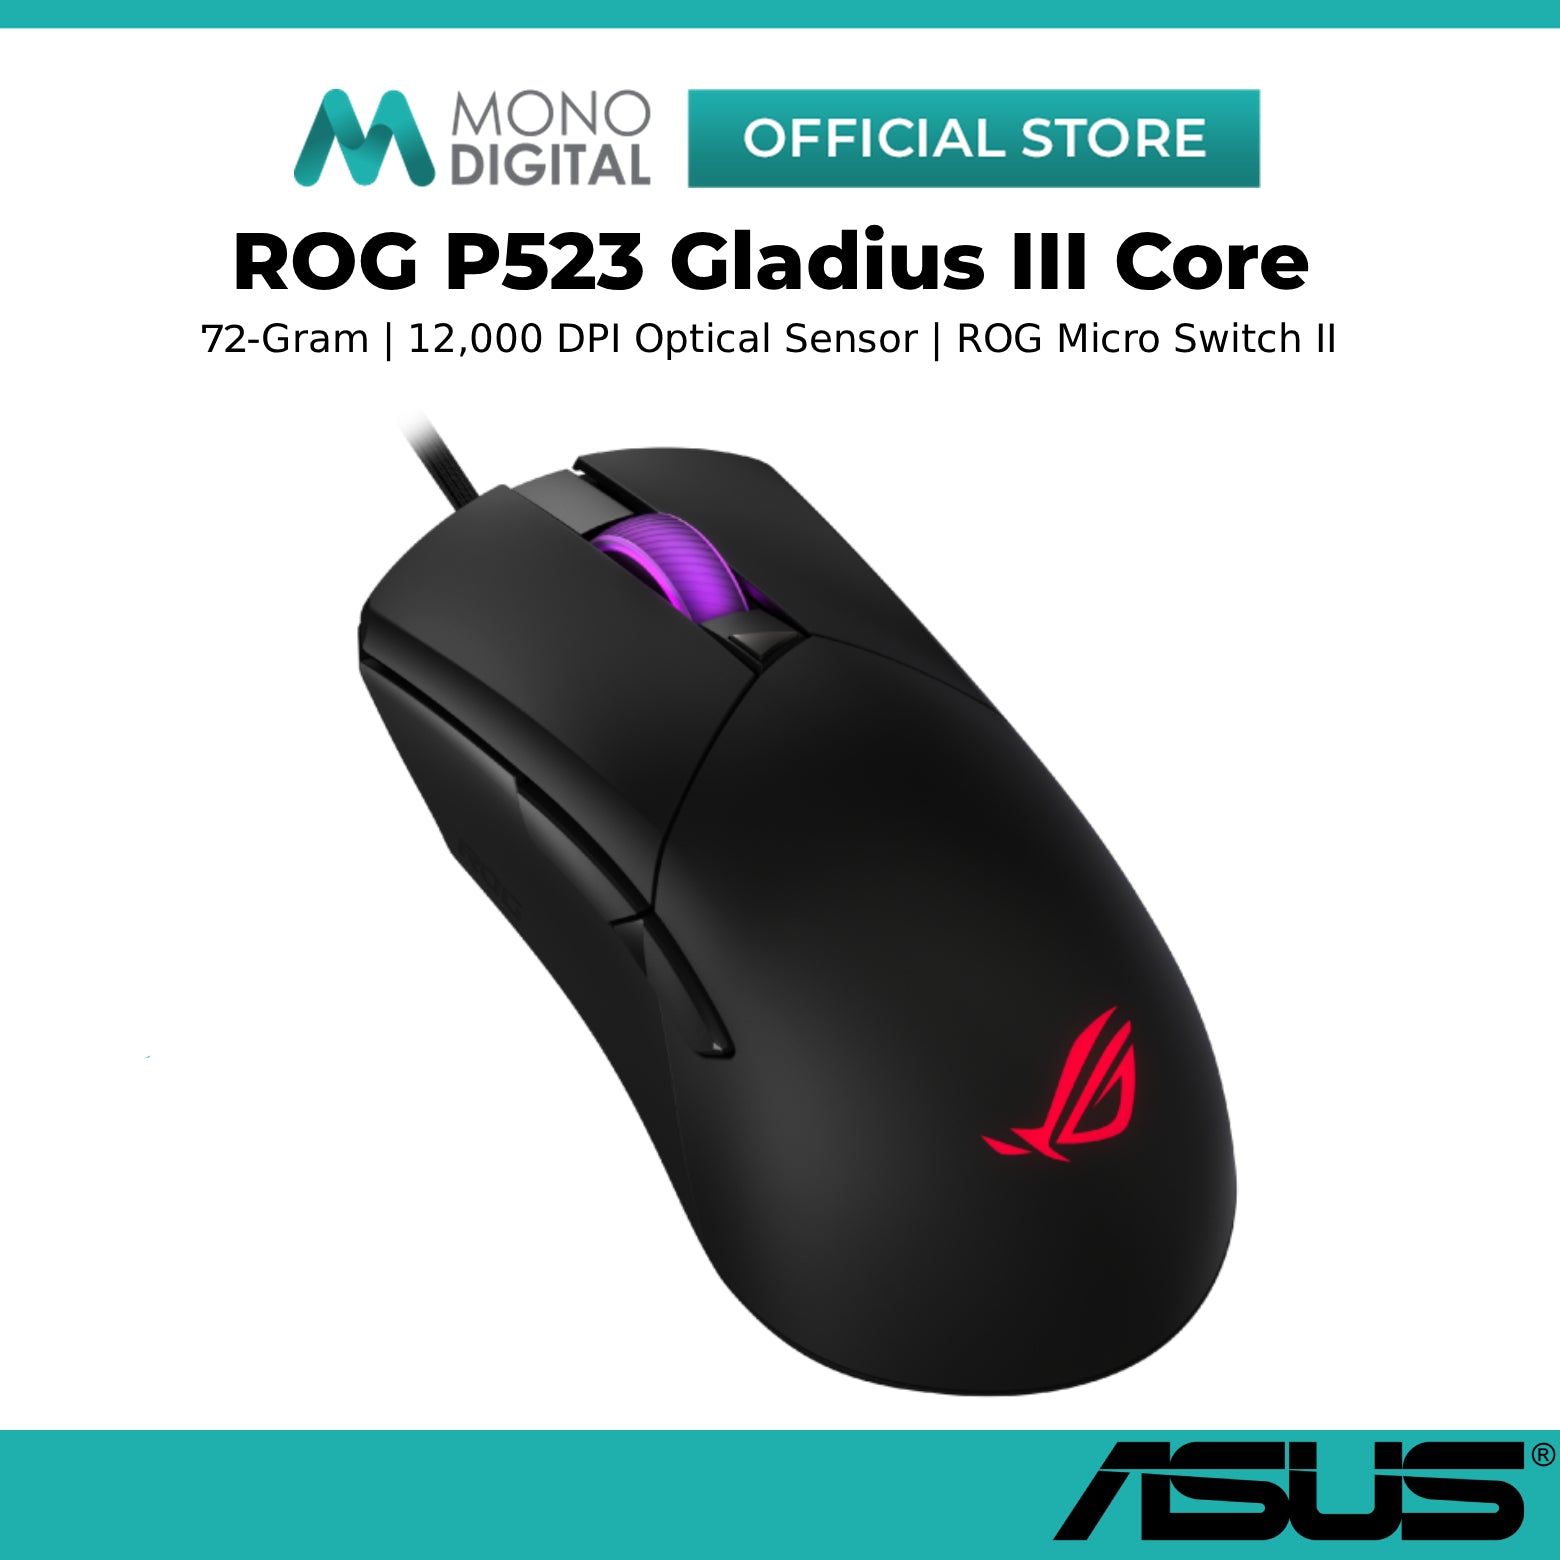 MONO
DIGITAL
OFFICIAL STORE
ROG P523 Gladius III Core
72-Gram | 12,000 DPI Optical Sensor | ROG Micro Switch II
ROG
ASUS®